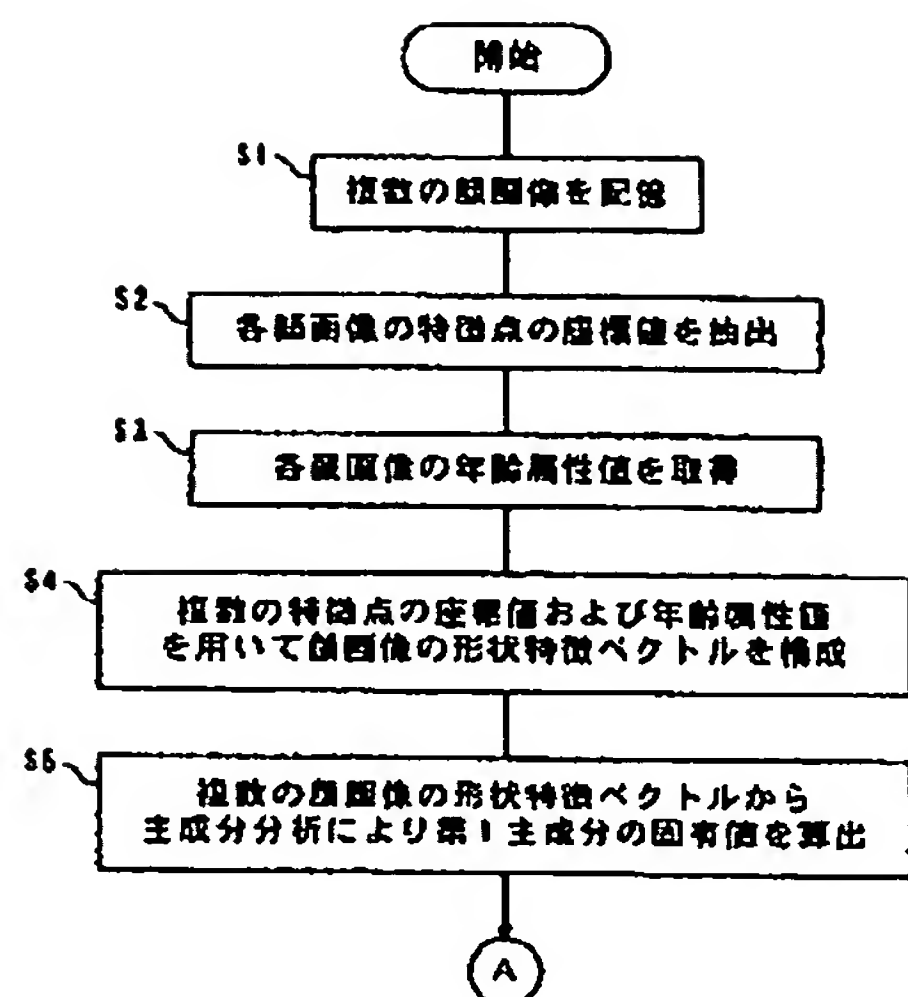 開始
S1
複数の顔画像を記憶
S2
各顔画像の特徴点の座標値を抽出
S3
各顔画像の年齢属性値を取得
S4
複数の特徴点の座標値および年齢属性値
を用いて顔画像の形状特徴ベクトルを構成
S5
複数の顔画像の形状特徴ベクトルから
主成分分析により第1主成分の固有値を算出
A